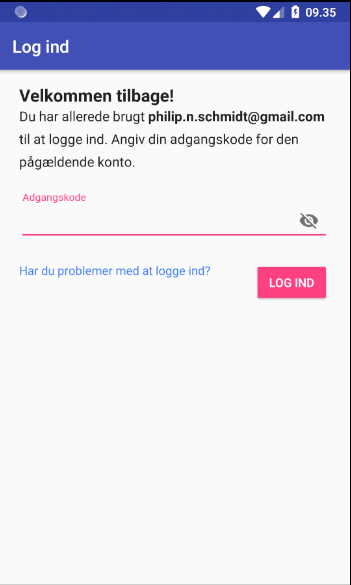 09.35
Log ind
Velkommen tilbage!
Du har allerede brugt philip.n.schmidt@gmail.com
til at logge ind. Angiv din adgangskode for den
pågældende konto.
Adgangskode
Har du problemer med at logge ind?
LOG IND